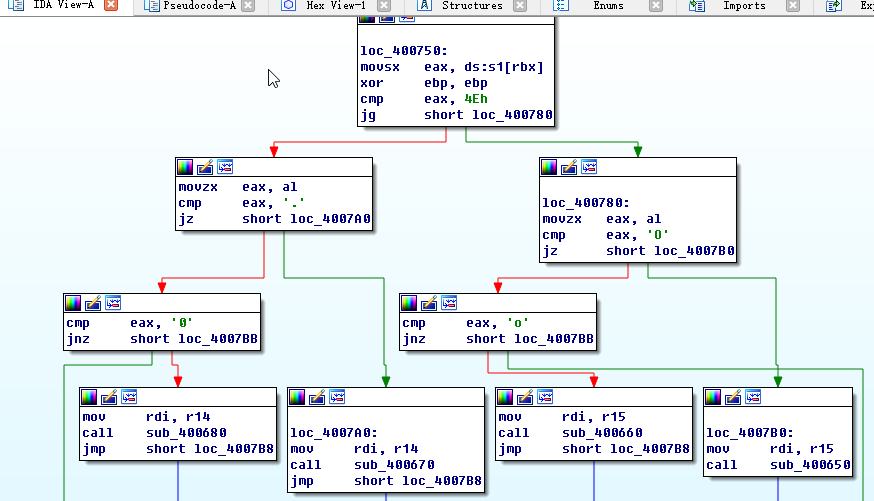 IDA View-A Pseudocode-A Hex View-1 Structures Enums Imports Exp
loc_400750:
movsx eax, ds:s1[rbx]
xor ebp, ebp
cmp eax, 4Eh
jg short loc_400780
movzx eax, al
cmp eax, '.'
jz short loc_4007A0
loc_400780:
movzx eax, al
cmp eax, 'O'
jz short loc_4007B0
cmp eax, '0'
jnz short loc_4007BB
cmp eax, 'o'
jnz short loc_4007BB
mov rdi, r14
call sub_400680
jmp short loc_4007B8
loc_4007A0:
mov rdi, r14
call sub_400670
jmp short loc_4007B8
mov rdi, r15
call sub_400660
jmp short loc_4007B8
loc_4007B0:
mov rdi, r15
call sub_400650